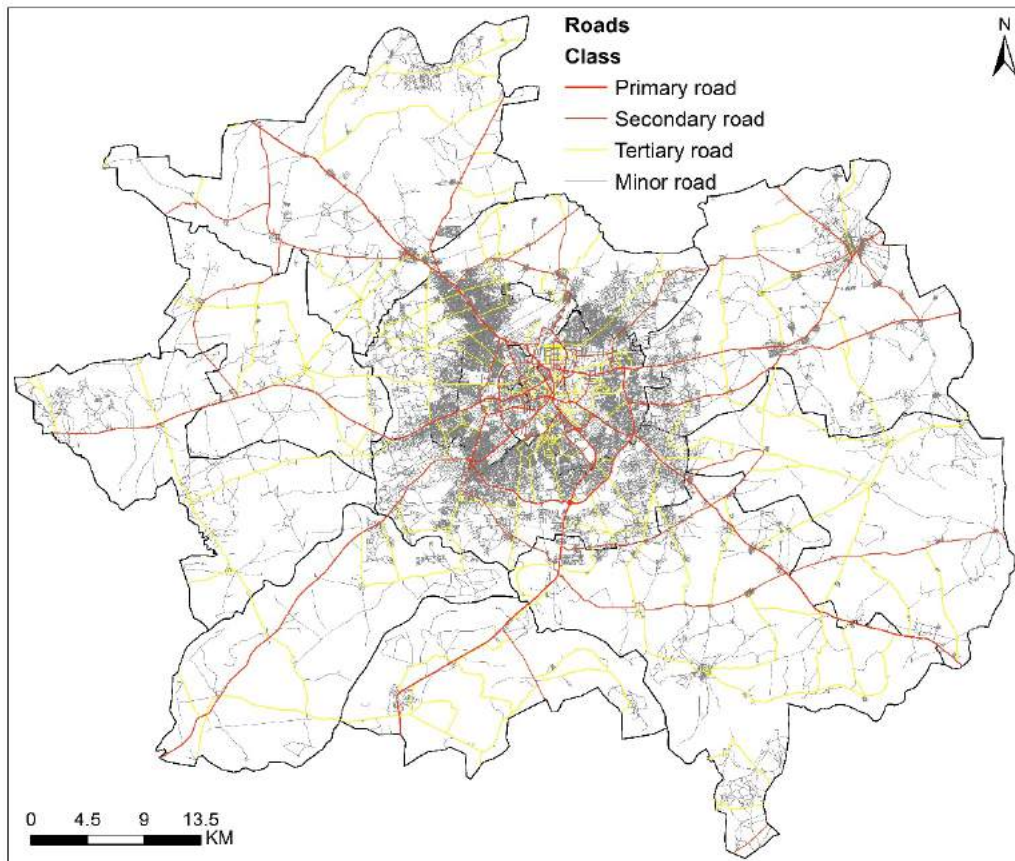 Roads
N
Class
Primary road
Secondary road
Tertiary road
Minor road
0 4.5 9 13.5
KM